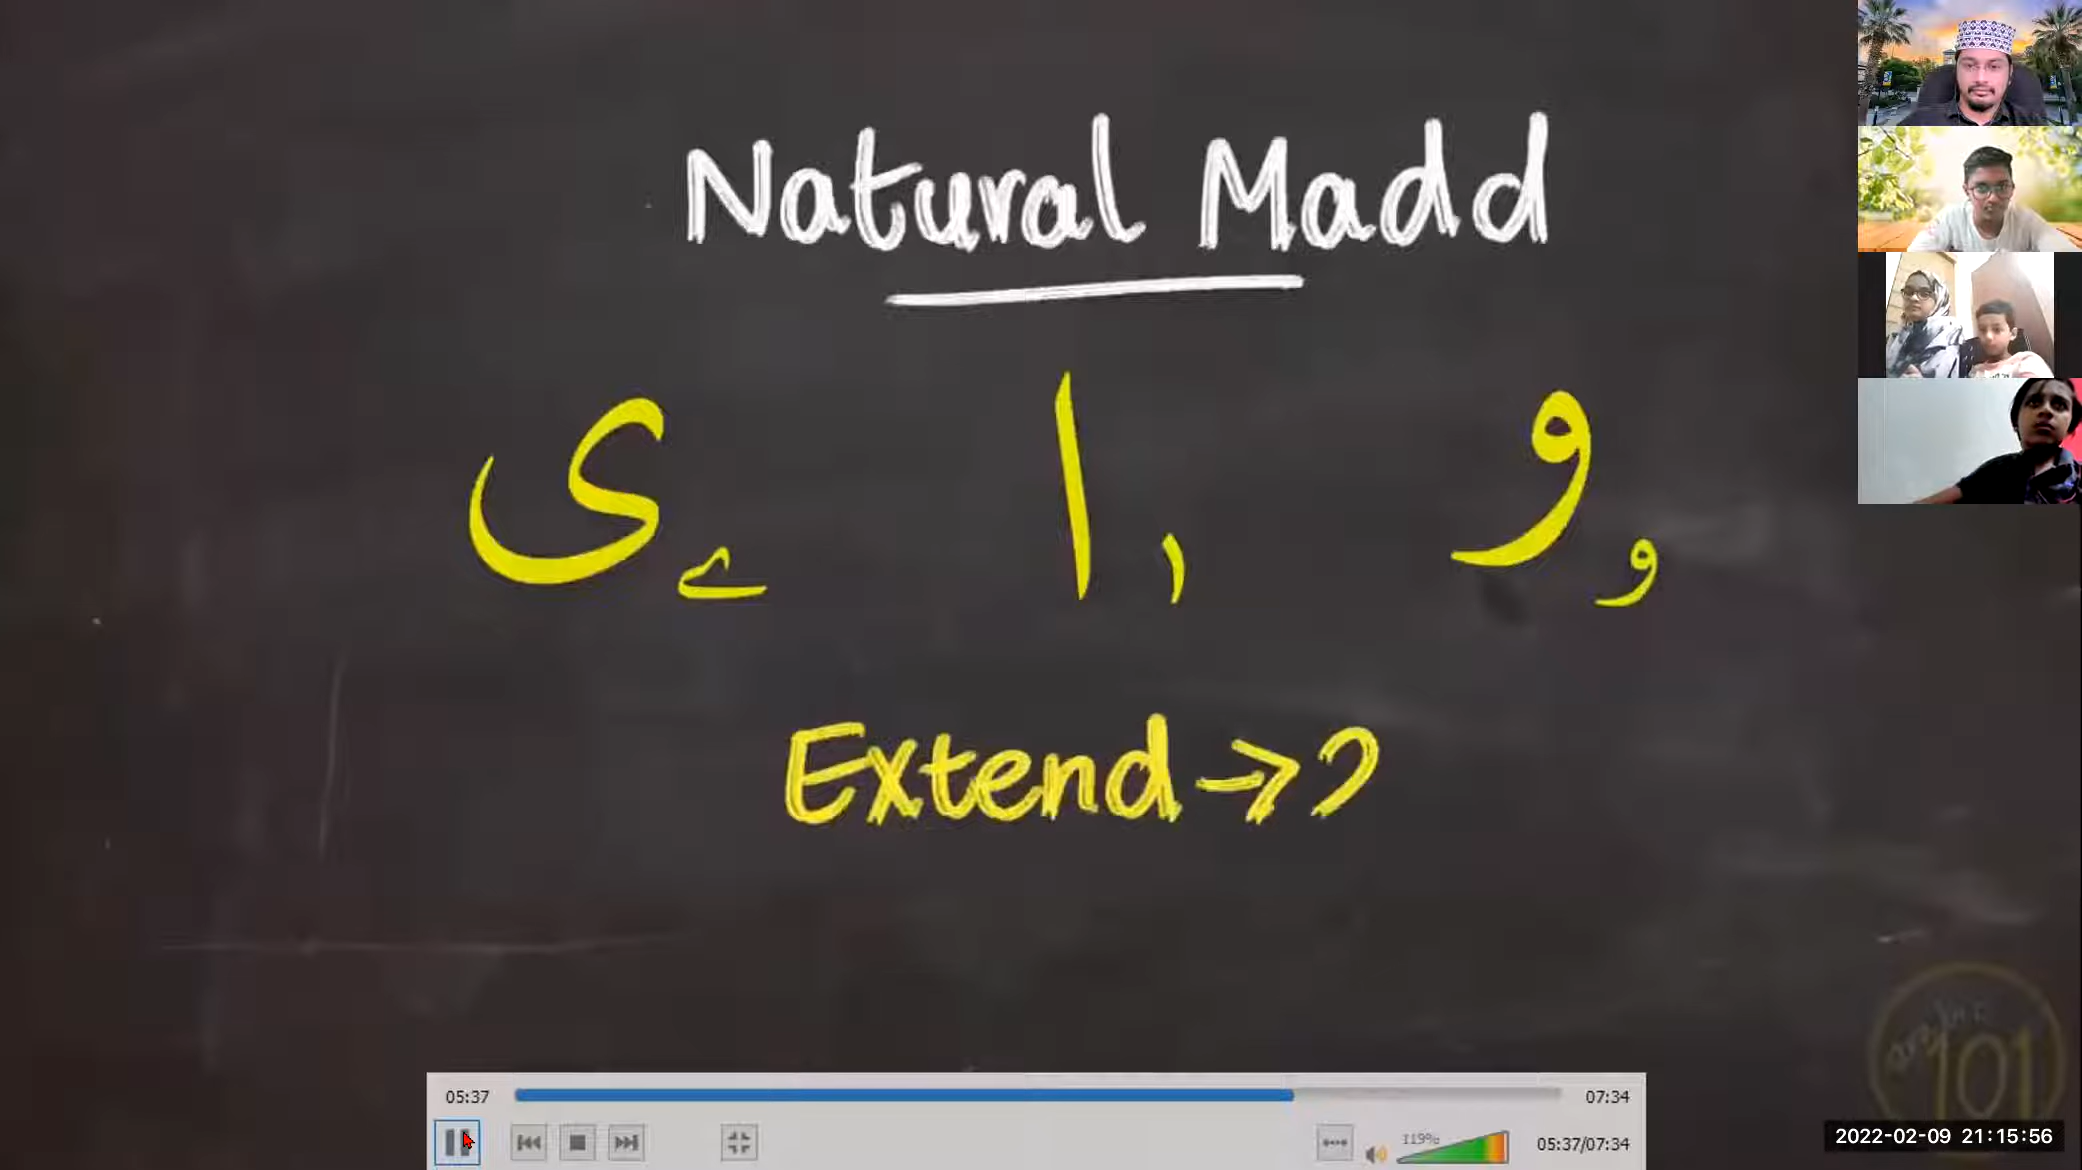 Natural Madd
و و ا ا ى ے
Extend →
arabic
101
05:37
07:34
119%
05:37/07:34
2022-02-09 21:15:56